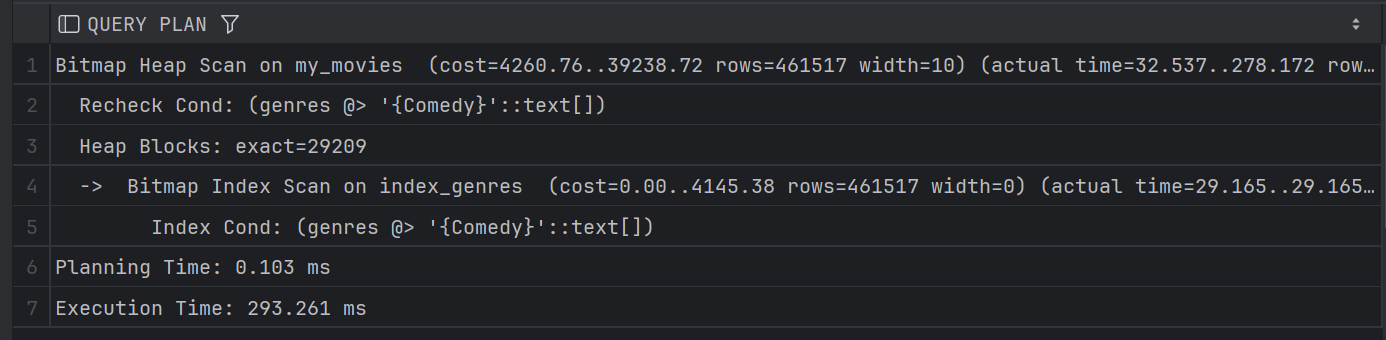 QUERY PLAN
1 Bitmap Heap Scan on my_movies (cost=4260.76..39238.72 rows=461517 width=10) (actual time=32.537..278.172 row…
2 Recheck Cond: (genres @> '{Comedy}'::text[])
3 Heap Blocks: exact=29209
4 -> Bitmap Index Scan on index_genres (cost=0.00..4145.38 rows=461517 width=0) (actual time=29.165..29.165…
5 Index Cond: (genres @> '{Comedy}'::text[])
6 Planning Time: 0.103 ms
7 Execution Time: 293.261 ms